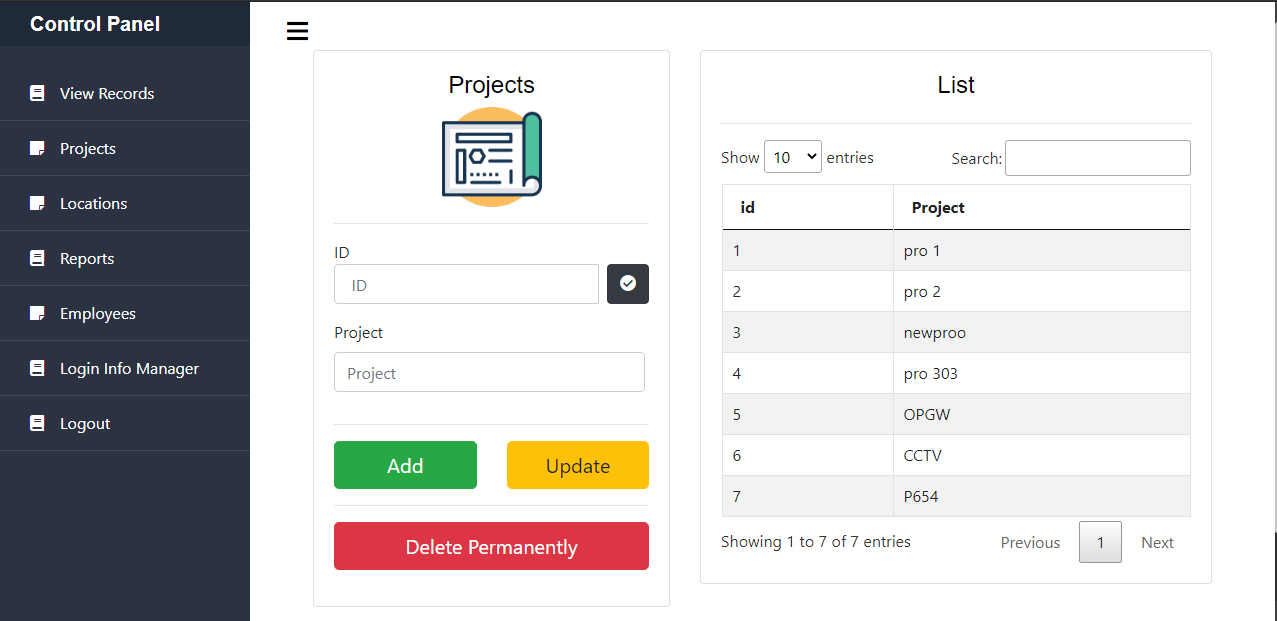 Control Panel
View Records
Projects
Locations
Reports
Employees
Login Info Manager
Logout
Projects
ID
ID
Project
Project
Add Update
Delete Permanently
List
Show 10 entries Search:
id Project
1 pro 1
2 pro 2
3 newproo
4 pro 303
5 OPGW
6 CCTV
7 P654
Showing 1 to 7 of 7 entries Previous 1 Next